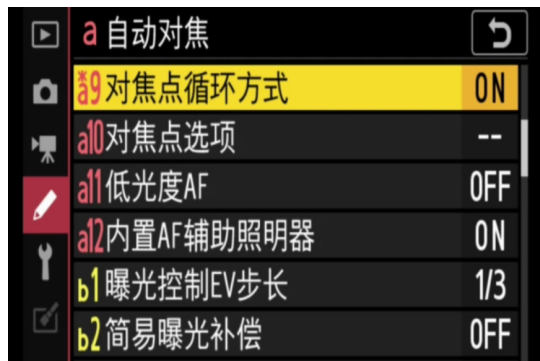 a 自动对焦
*a9 对焦点循环方式 ON
a10 对焦点选项 --
a11 低光度AF OFF
a12 内置AF辅助照明器 ON
b1 曝光控制EV步长 1/3
b2 简易曝光补偿 OFF